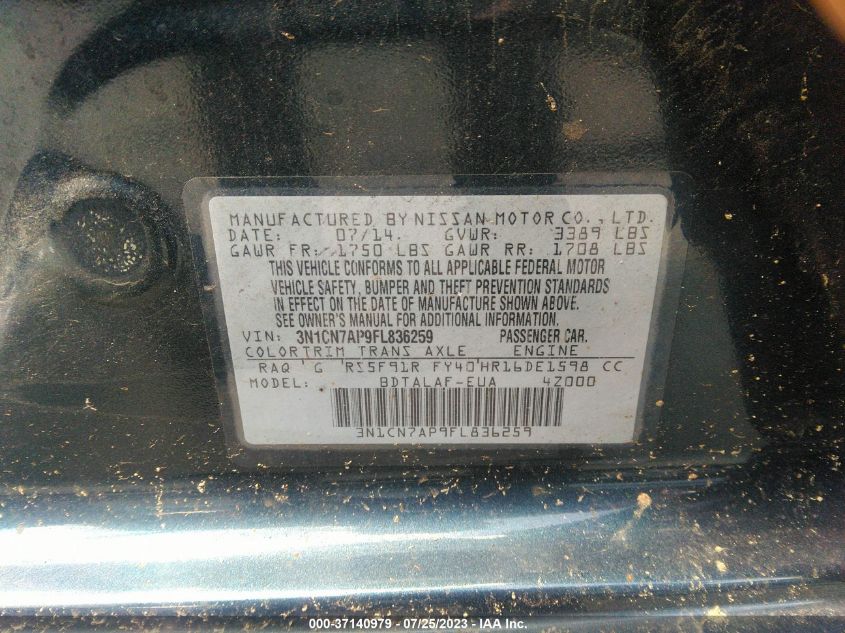 MANUFACTURED BY NISSAN MOTOR CO., LTD.
DATE: 07/14. GVWR: 3389 LBS
GAWR FR: 1750 LBS GAWR RR: 1708 LBS
THIS VEHICLE CONFORMS TO ALL APPLICABLE FEDERAL MOTOR
VEHICLE SAFETY, BUMPER AND THEFT PREVENTION STANDARDS
IN EFFECT ON THE DATE OF MANUFACTURE SHOWN ABOVE.
SEE OWNER'S MANUAL FOR ADDITIONAL INFORMATION.
VIN: 3N1CN7AP9FL836259 PASSENGER CAR.
COLOR TRIM TRANS AXLE ENGINE
RAQ G RS5F91R FY40 HR16DE1598 CC
MODEL: BDTALAF-EUA 4Z000
3N1CN7AP9FL836259
000-37140979 / 07/25/2023 - IAA Inc.